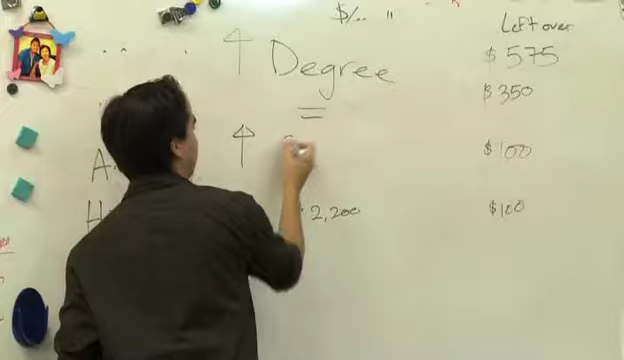 $/... "
Left over
Degree
$575
$350
=
A
$100
H
$2,200
$100